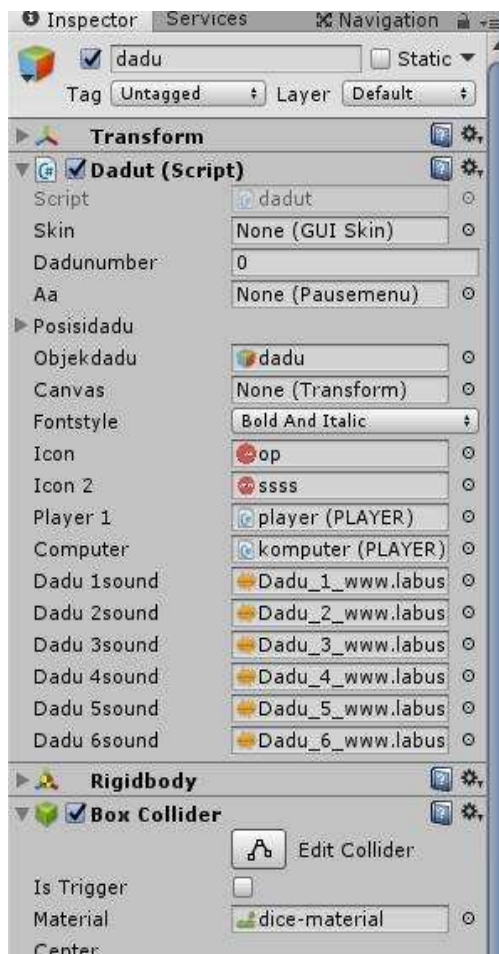 Inspector Services Navigation
dadu Static
Tag Untagged Layer Default
Transform
Dadut (Script)
Script dadut
Skin None (GUI Skin)
Dadunumber 0
Aa None (Pausemenu)
Posisidadu
Objekdadu dadu
Canvas None (Transform)
Fontstyle Bold And Italic
Icon op
Icon 2 ssss
Player 1 player (PLAYER)
Computer komputer (PLAYER)
Dadu 1sound Dadu_1_www.labus
Dadu 2sound Dadu_2_www.labus
Dadu 3sound Dadu_3_www.labus
Dadu 4sound Dadu_4_www.labus
Dadu 5sound Dadu_5_www.labus
Dadu 6sound Dadu_6_www.labus
Rigidbody
Box Collider
Edit Collider
Is Trigger
Material dice-material
Center